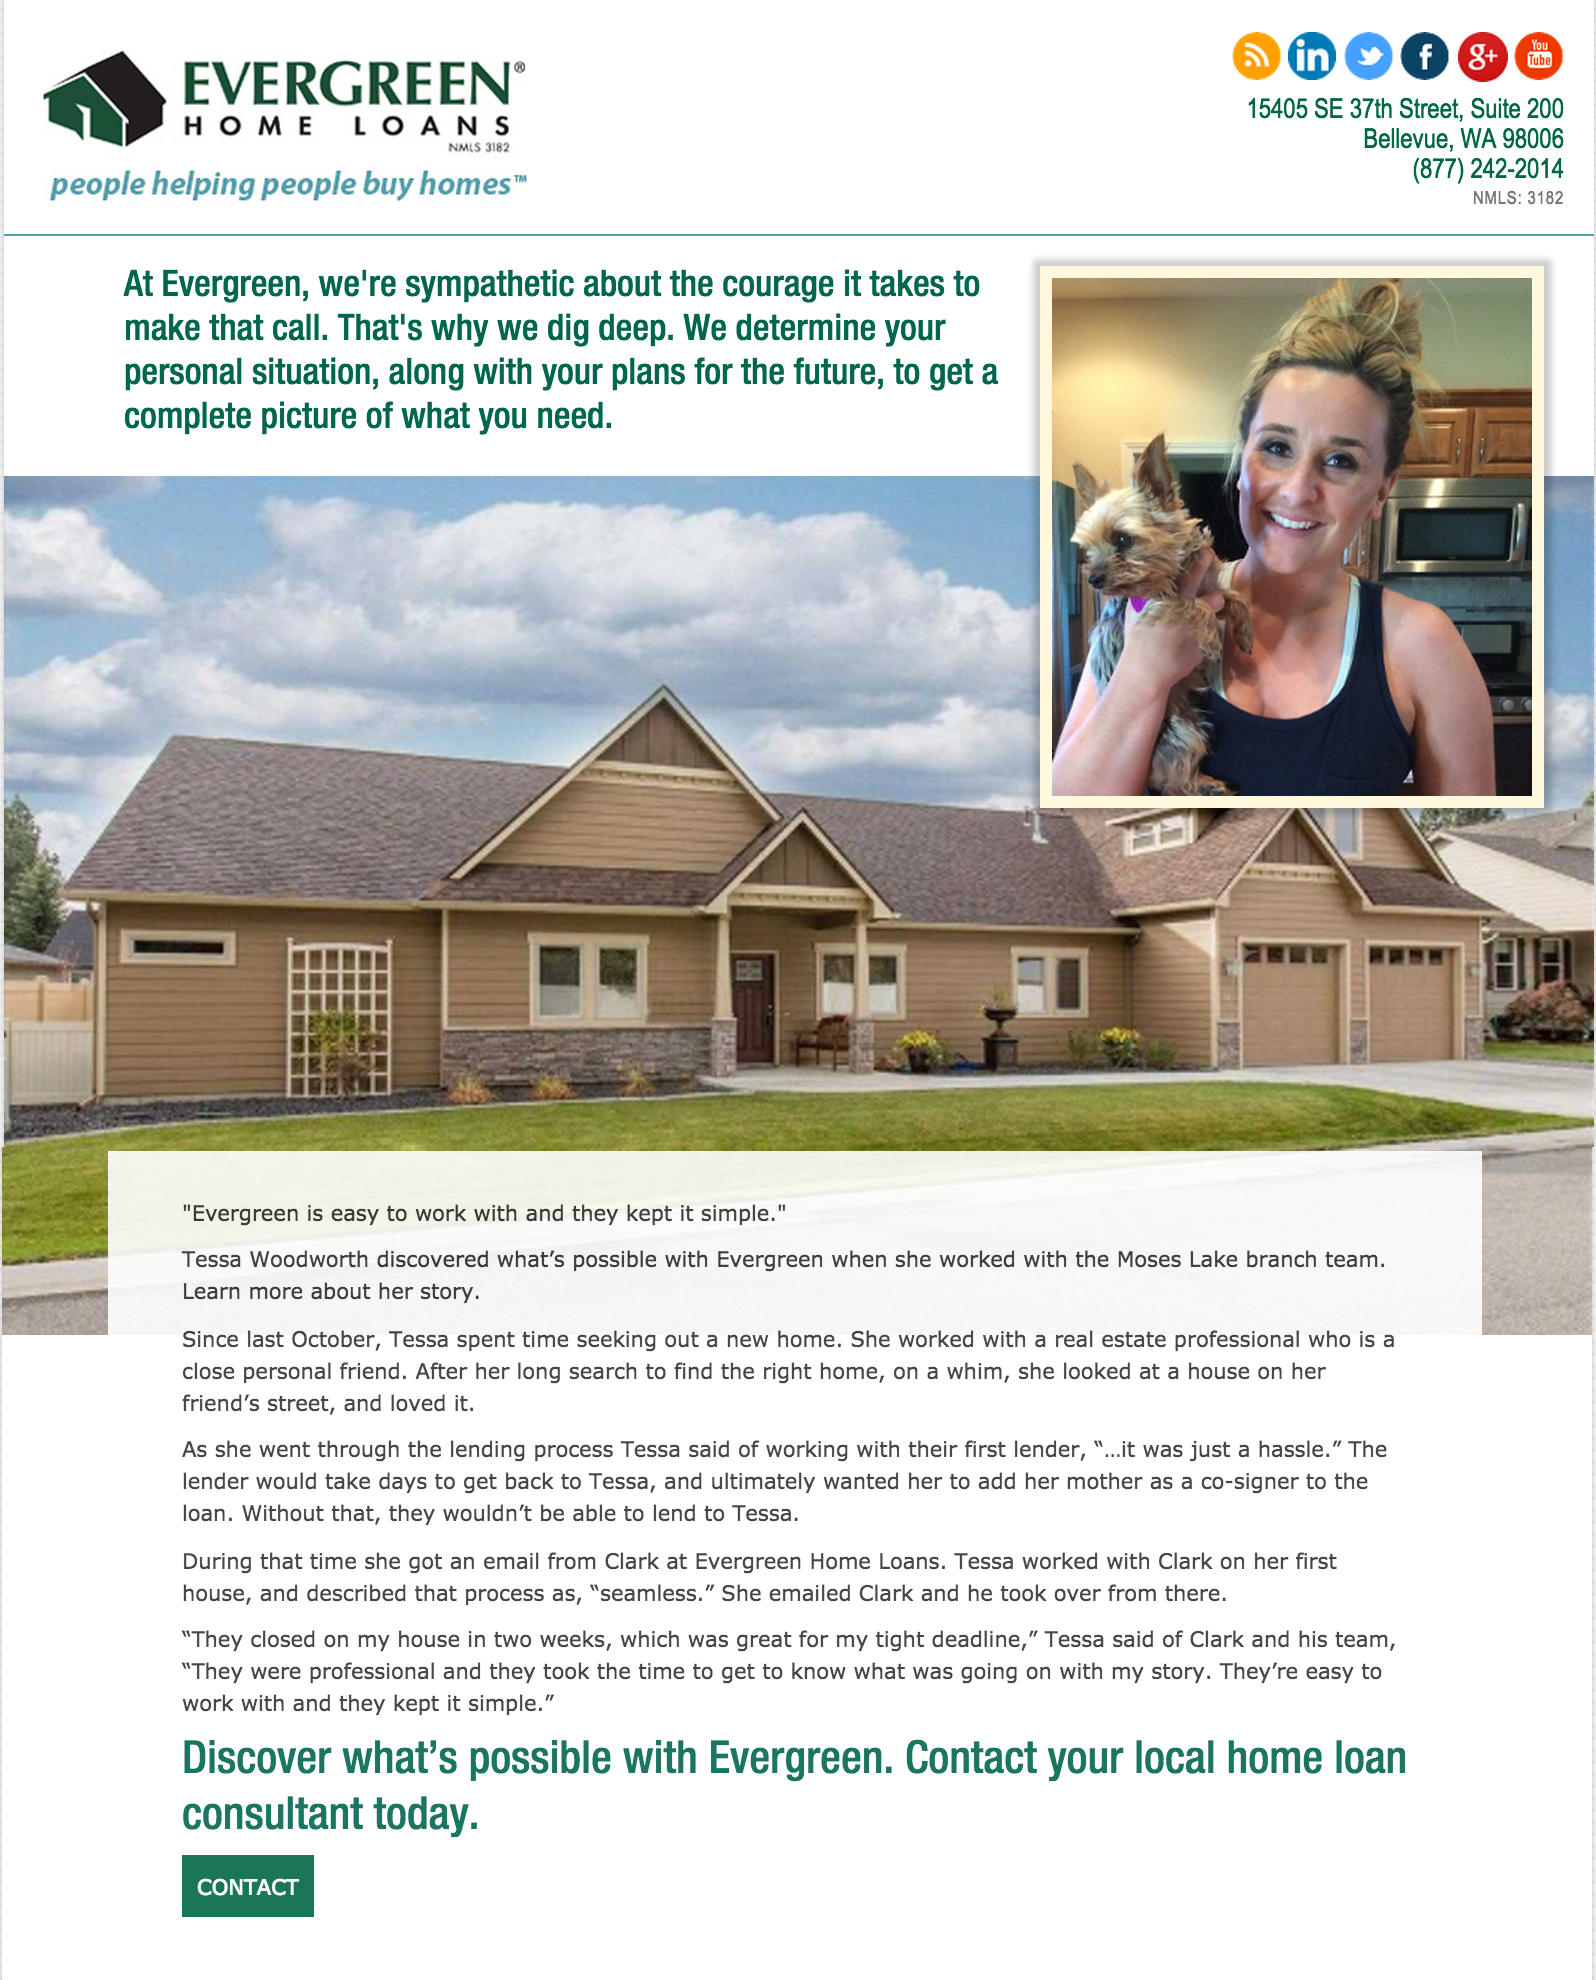 EVERGREEN®
HOME LOANS
NMLS 3182
people helping people buy homes™
in
f
g+
You
Tube
15405 SE 37th Street, Suite 200
Bellevue, WA 98006
(877) 242-2014
NMLS: 3182
At Evergreen, we're sympathetic about the courage it takes to
make that call. That's why we dig deep. We determine your
personal situation, along with your plans for the future, to get a
complete picture of what you need.
"Evergreen is easy to work with and they kept it simple."
Tessa Woodworth discovered what’s possible with Evergreen when she worked with the Moses Lake branch team.
Learn more about her story.
Since last October, Tessa spent time seeking out a new home. She worked with a real estate professional who is a
close personal friend. After her long search to find the right home, on a whim, she looked at a house on her
friend’s street, and loved it.
As she went through the lending process Tessa said of working with their first lender, “…it was just a hassle.” The
lender would take days to get back to Tessa, and ultimately wanted her to add her mother as a co-signer to the
loan. Without that, they wouldn’t be able to lend to Tessa.
During that time she got an email from Clark at Evergreen Home Loans. Tessa worked with Clark on her first
house, and described that process as, “seamless.” She emailed Clark and he took over from there.
“They closed on my house in two weeks, which was great for my tight deadline,” Tessa said of Clark and his team,
“They were professional and they took the time to get to know what was going on with my story. They’re easy to
work with and they kept it simple.”
Discover what’s possible with Evergreen. Contact your local home loan
consultant today.
CONTACT